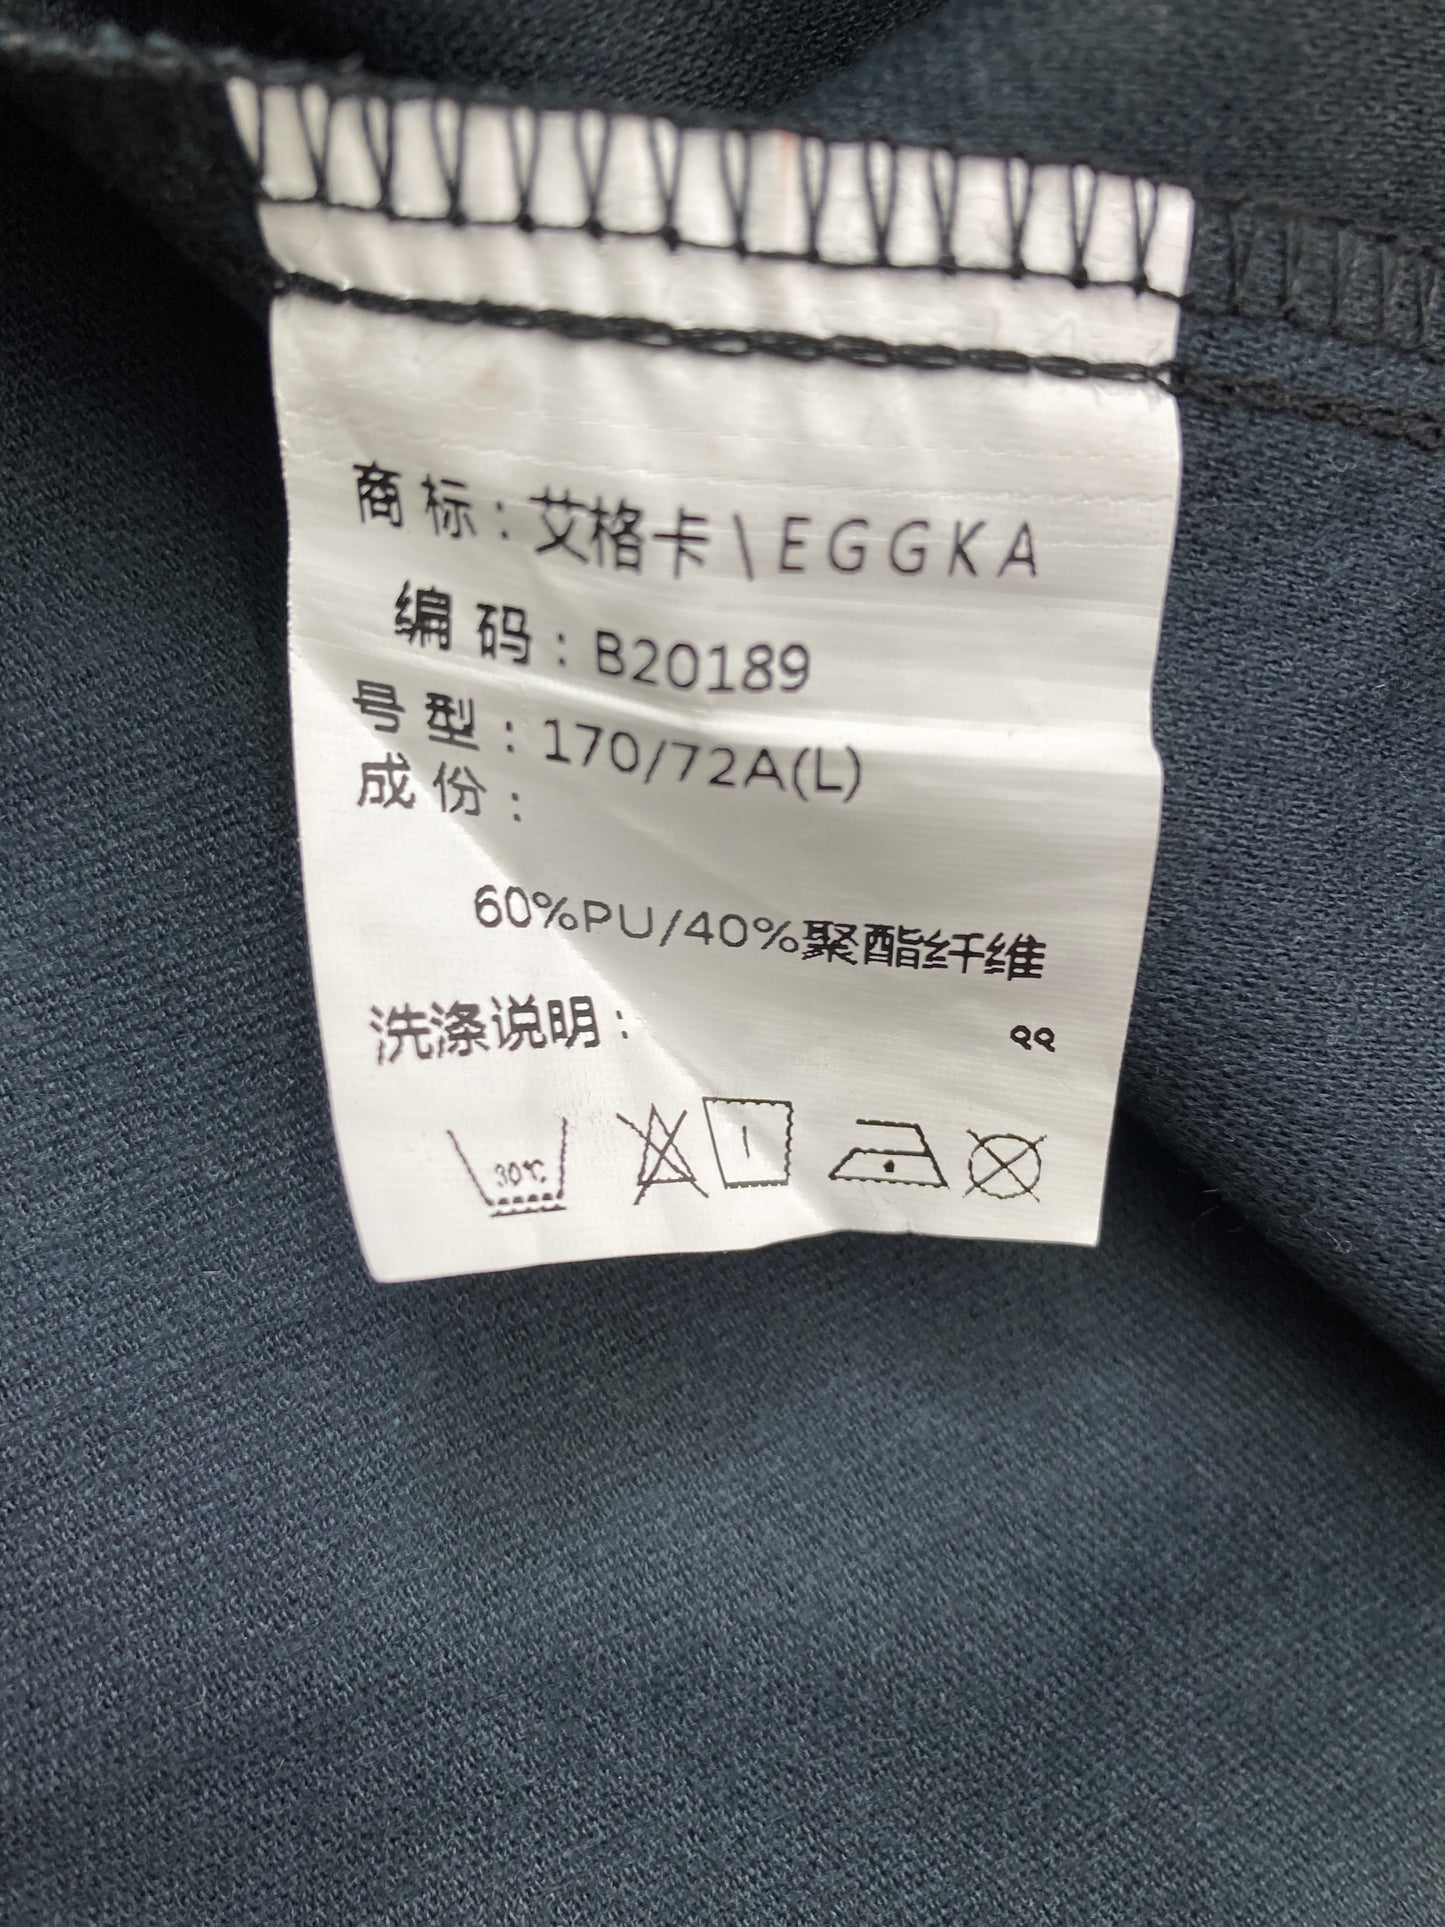 商标：艾格卡\EGGKA
编码：B20189
号型：170/72A(L)
成份：
60%PU/40%聚酯纤维
洗涤说明：
30℃